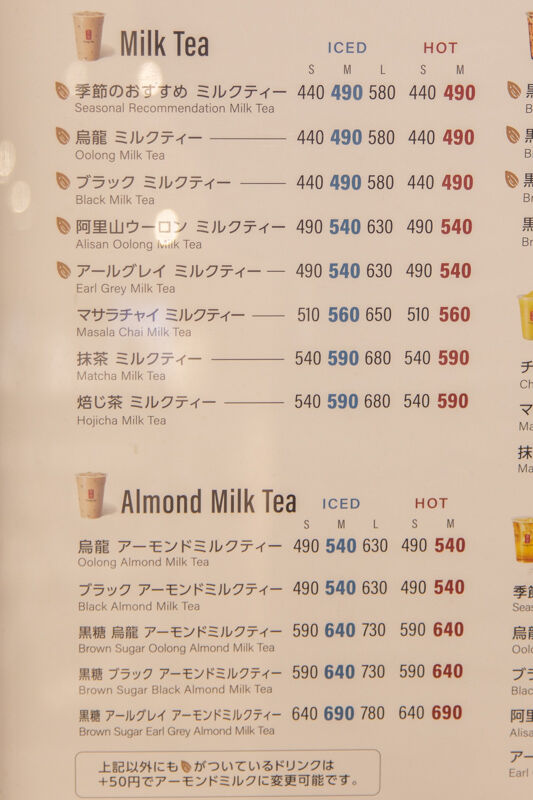 Milk Tea
ICED HOT
S M L S M
季節のおすすめ ミルクティー 440 490 580 440 490
Seasonal Recommendation Milk Tea
烏龍 ミルクティー 440 490 580 440 490
Oolong Milk Tea
ブラック ミルクティー 440 490 580 440 490
Black Milk Tea
阿里山ウーロン ミルクティー 490 540 630 490 540
Alisan Oolong Milk Tea
アールグレイ ミルクティー 490 540 630 490 540
Earl Grey Milk Tea
マサラチャイ ミルクティー 510 560 650 510 560
Masala Chai Milk Tea
抹茶 ミルクティー 540 590 680 540 590
Matcha Milk Tea
焙じ茶 ミルクティー 540 590 680 540 590
Hojicha Milk Tea
Almond Milk Tea
ICED HOT
S M L S M
烏龍 アーモンドミルクティー 490 540 630 490 540
Oolong Almond Milk Tea
ブラック アーモンドミルクティー 490 540 630 490 540
Black Almond Milk Tea
黒糖 烏龍 アーモンドミルクティー 590 640 730 590 640
Brown Sugar Oolong Almond Milk Tea
黒糖 ブラック アーモンドミルクティー 590 640 730 590 640
Brown Sugar Black Almond Milk Tea
黒糖 アールグレイ アーモンドミルクティー 640 690 780 640 690
Brown Sugar Earl Grey Almond Milk Tea
上記以外にもがついているドリンクは
+50円でアーモンドミルクに変更可能です。